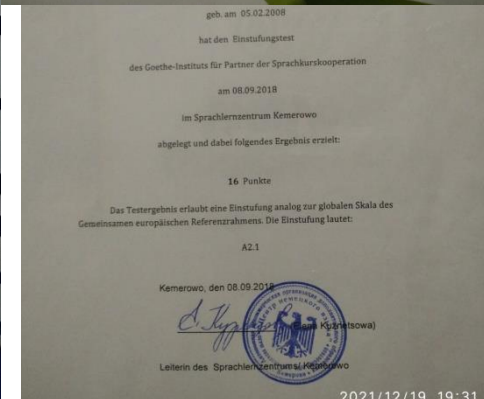 geb. am 05.02.2008
hat den Einstufungstest
des Goethe-Instituts für Partner der Sprachkurskooperation
am 08.09.2018
im Sprachlernzentrum Kemerowo
abgelegt und dabei folgendes Ergebnis erzielt:
16 Punkte
Das Testergebnis erlaubt eine Einstufung analog zur globalen Skala des
Gemeinsamen europäischen Referenzrahmens. Die Einstufung lautet:
A2.1
Kemerowo, den 08.09.2018
Kuznetsowa)
Leiterin des Sprachlernzentrums/ Kemerowo
2021/12/19 19:31